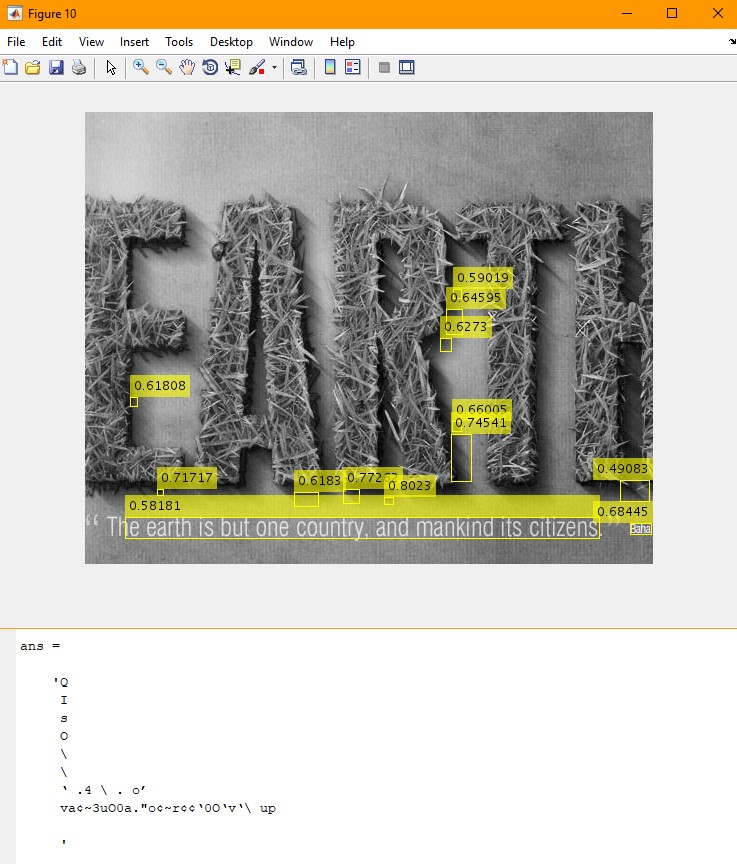 Figure 10
File Edit View Insert Tools Desktop Window Help
EARTH
0.59019
0.64595
0.6273
0.61808
0.66005
0.74541
0.49083
0.71717
0.6183 0.77263
0.8023
0.58181 0.68445
“ The earth is but one country, and mankind its citizens. ”
Baha
ans =
'Q
I
s
O
\
\
‘ .4 \ . o’
va¢~3uO0a."o¢~r¢¢‘0O‘v‘\ up
'